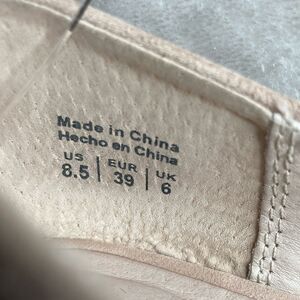 Made in China
Hecho en China
US | EUR | UK
8.5 | 39 | 6